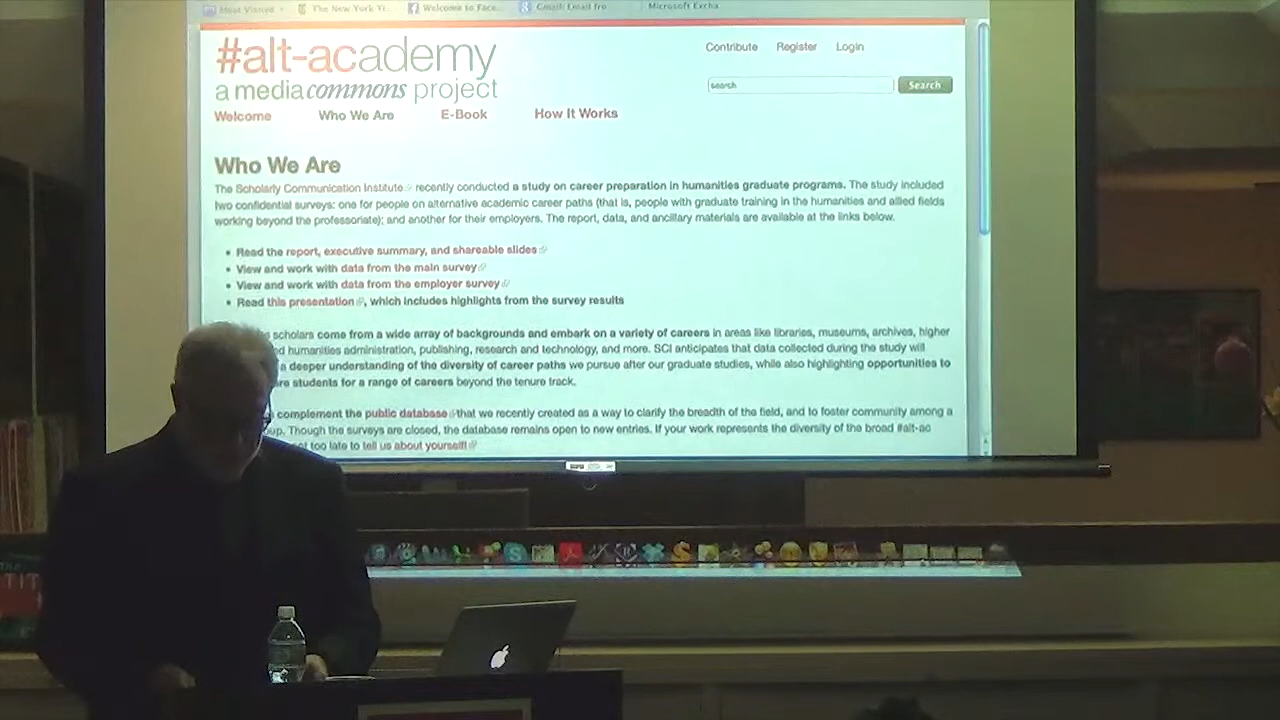 Most Visited
The New York Ti...
Welcome to Face...
Gmail: Email fro
Microsoft Excha
#alt-academy
a mediacommons project
Contribute Register Login
search Search
Welcome Who We Are E-Book How It Works
Who We Are
The Scholarly Communication Institute recently conducted a study on career preparation in humanities graduate programs. The study included
two confidential surveys: one for people on alternative academic career paths (that is, people with graduate training in the humanities and allied fields
working beyond the professoriate); and another for their employers. The report, data, and ancillary materials are available at the links below.
• Read the report, executive summary, and shareable slides
• View and work with data from the main survey
• View and work with data from the employer survey
• Read this presentation, which includes highlights from the survey results
scholars come from a wide array of backgrounds and embark on a variety of careers in areas like libraries, museums, archives, higher
humanities administration, publishing, research and technology, and more. SCI anticipates that data collected during the study will
a deeper understanding of the diversity of career paths we pursue after our graduate studies, while also highlighting opportunities to
students for a range of careers beyond the tenure track.
complement the public database that we recently created as a way to clarify the breadth of the field, and to foster community among a
Though the surveys are closed, the database remains open to new entries. If your work represents the diversity of the broad #alt-ac
too late to tell us about yourself!